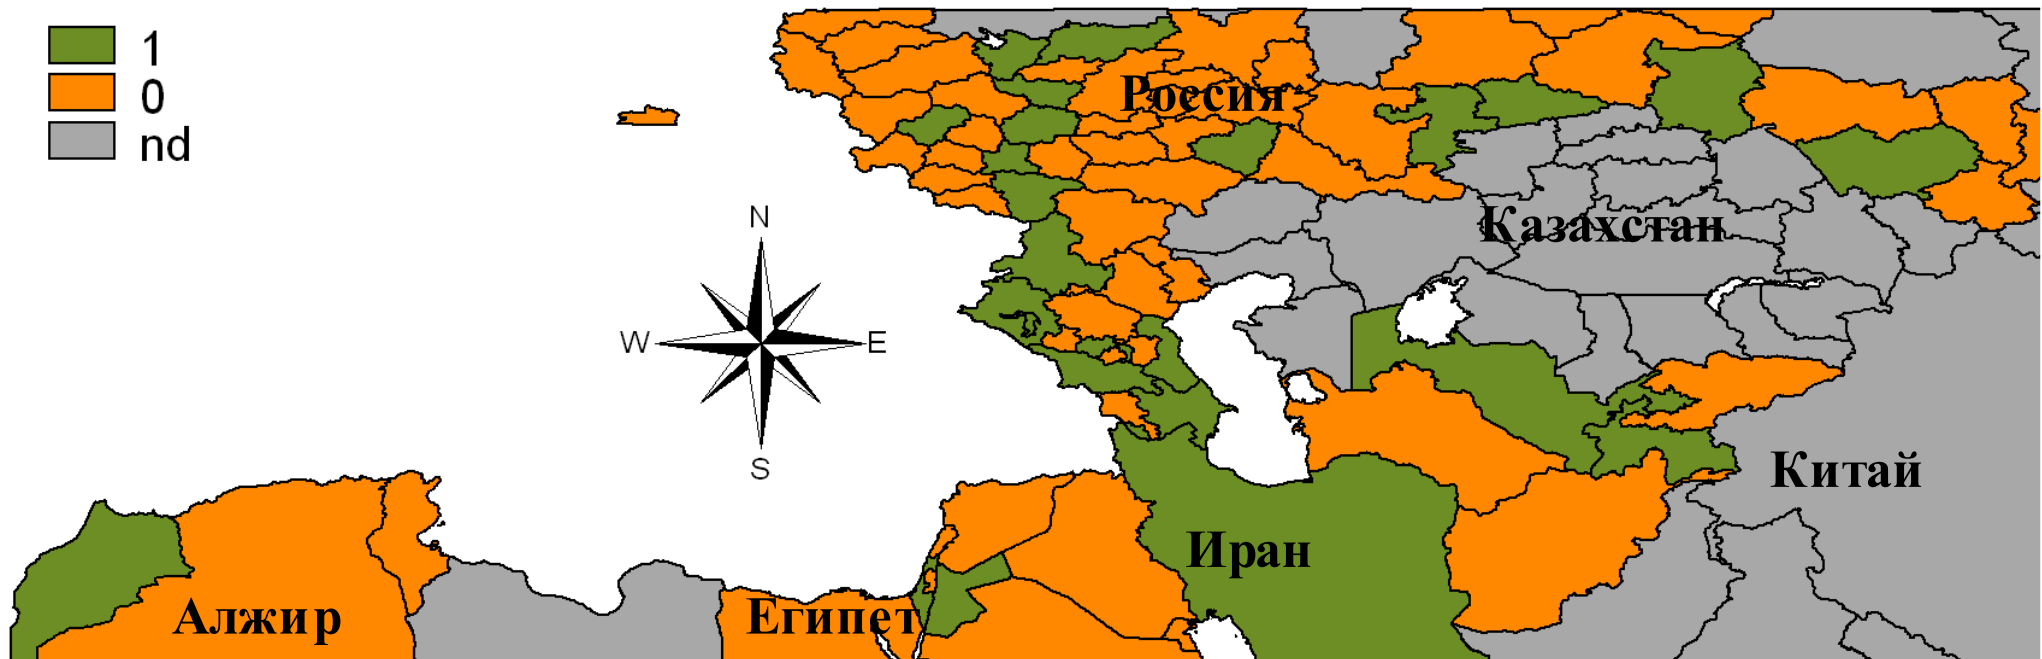 1
0
nd
Россия
Казахстан
N
W
E
S
Китай
Иран
Алжир
Египет